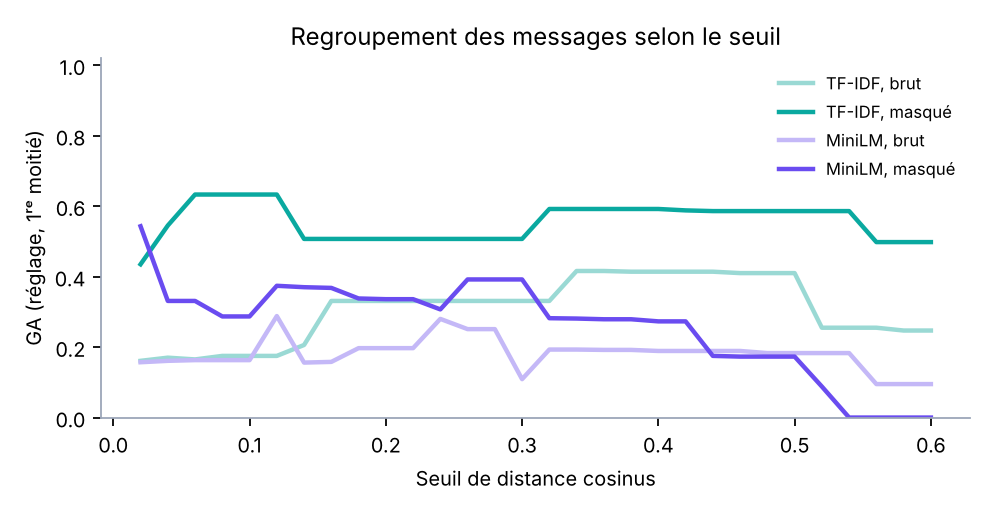 Regroupement des messages selon le seuil
GA (réglage, 1ʳᵉ moitié)
1.0
0.8
0.6
0.4
0.2
0.0
TF-IDF, brut
TF-IDF, masqué
MiniLM, brut
MiniLM, masqué
0.0 0.1 0.2 0.3 0.4 0.5 0.6
Seuil de distance cosinus